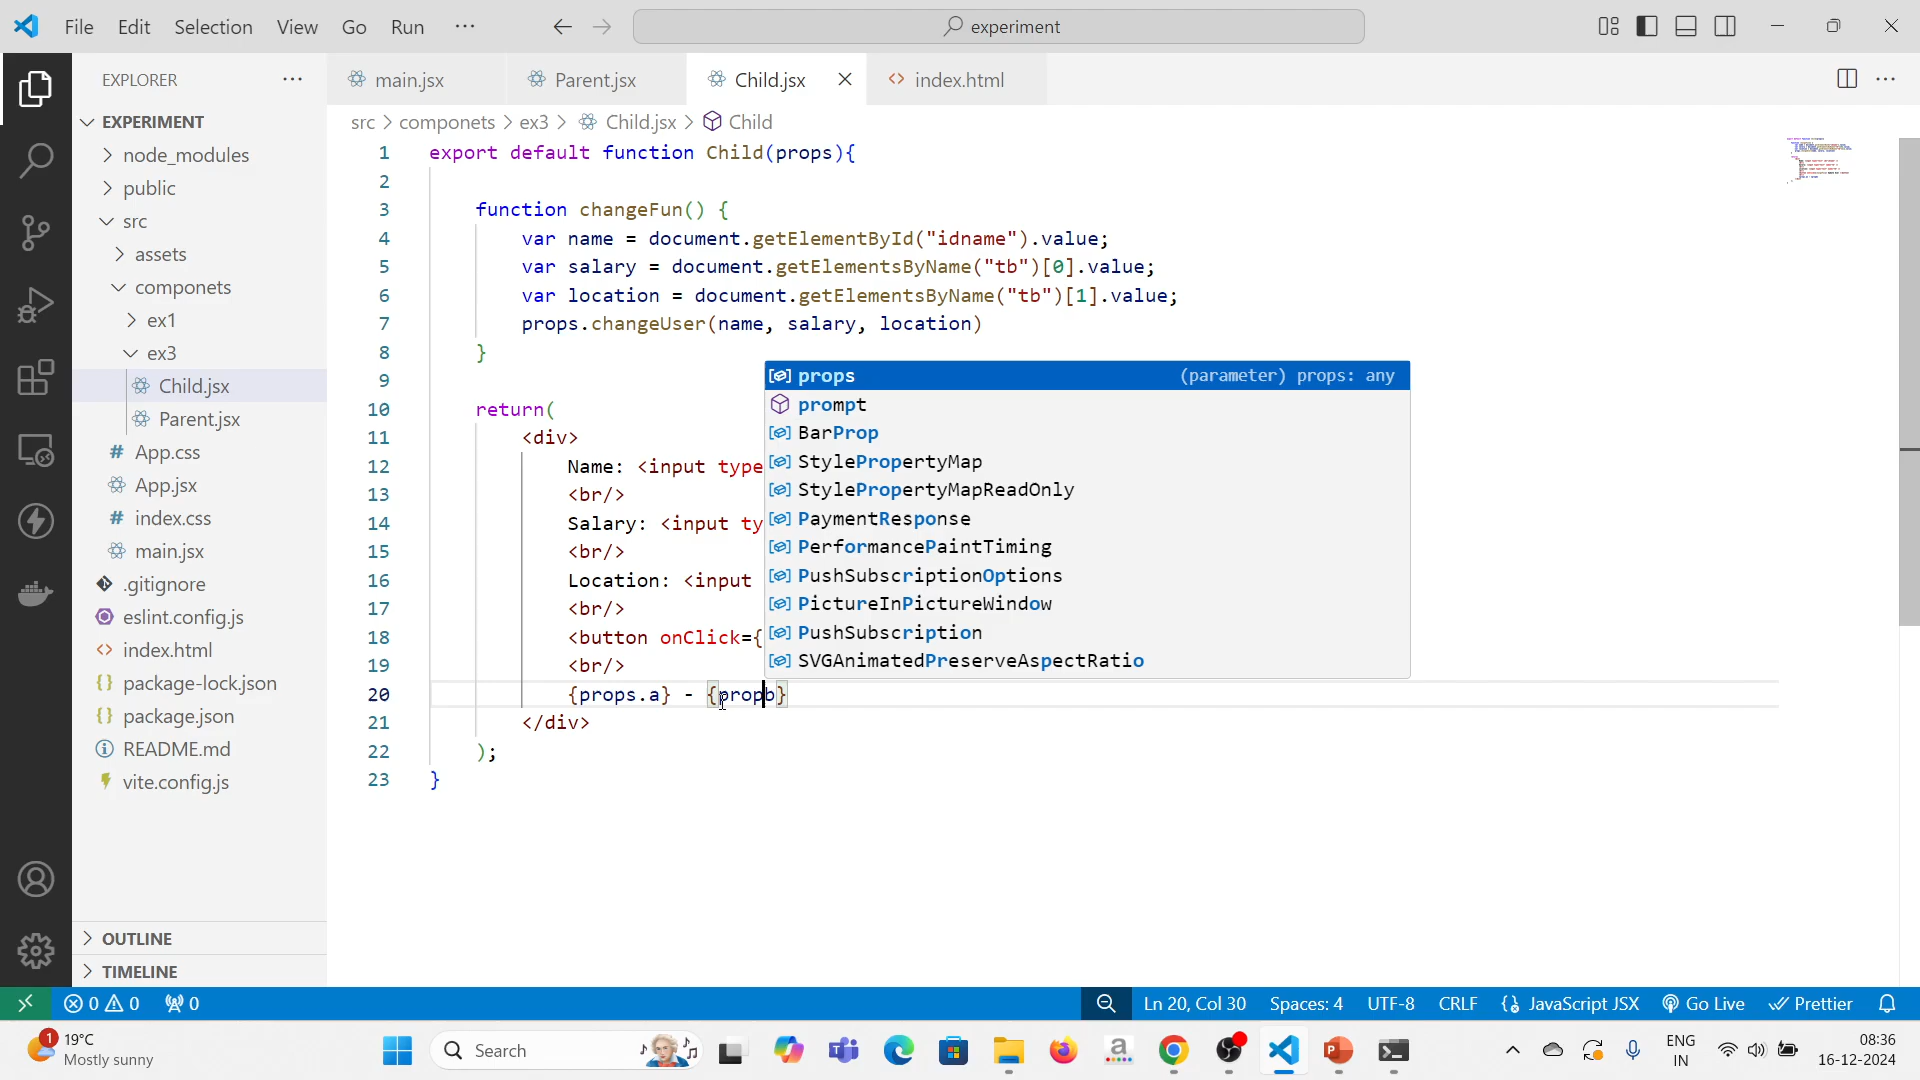 File Edit Selection View Go Run ··· experiment
EXPLORER ···
EXPERIMENT
node_modules
public
src
assets
componets
ex1
ex3
Child.jsx
Parent.jsx
App.css
App.jsx
index.css
main.jsx
.gitignore
eslint.config.js
index.html
package-lock.json
package.json
README.md
vite.config.js
OUTLINE
TIMELINE
main.jsx Parent.jsx Child.jsx index.html
src > componets > ex3 > Child.jsx > Child
1 export default function Child(props){
2
3 function changeFun() {
4 var name = document.getElementById("idname").value;
5 var salary = document.getElementsByName("tb")[0].value;
6 var location = document.getElementsByName("tb")[1].value;
7 props.changeUser(name, salary, location)
8 }
9
10 return(
11 <div>
12 Name: <input type
13 <br/>
14 Salary: <input ty
15 <br/>
16 Location: <input
17 <br/>
18 <button onClick={
19 <br/>
20 {props.a} - {propb}
21 </div>
22 );
23 }
props (parameter) props: any
prompt
BarProp
StylePropertyMap
StylePropertyMapReadOnly
PaymentResponse
PerformancePaintTiming
PushSubscriptionOptions
PictureInPictureWindow
PushSubscription
SVGAnimatedPreserveAspectRatio
0 0 0 Ln 20, Col 30 Spaces: 4 UTF-8 CRLF {} JavaScript JSX Go Live Prettier
1 19°C
Mostly sunny
Search
ENG
IN
08:36
16-12-2024